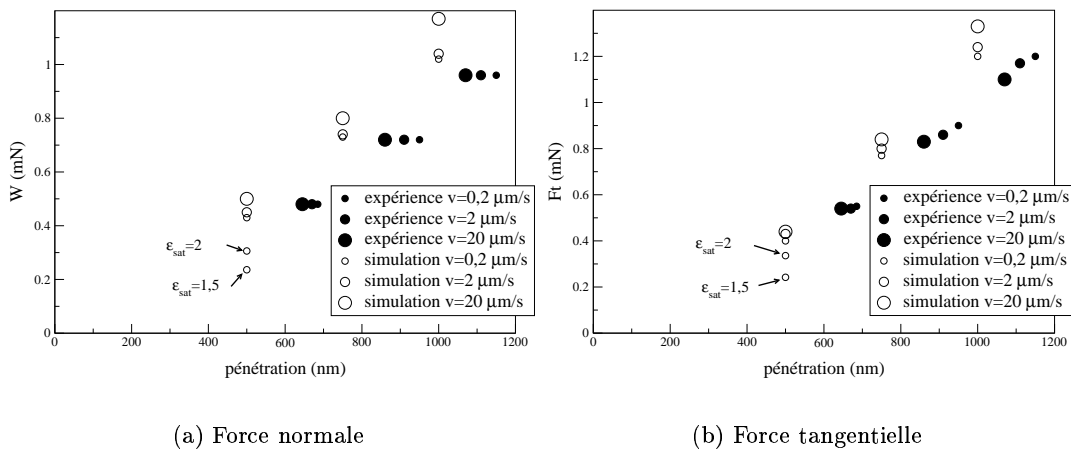 1
0.8
0.6
0.4
0.2
0
W (mN)
0
200
400
600
800
1000
1200
pénétration (nm)
expérience v=0,2 μm/s
expérience v=2 μm/s
expérience v=20 μm/s
simulation v=0,2 μm/s
simulation v=2 μm/s
simulation v=20 μm/s
ε_sat=2
ε_sat=1,5
(a) Force normale
1.2
1
0.8
0.6
0.4
0.2
0
Ft (mN)
0
200
400
600
800
1000
1200
pénétration (nm)
expérience v=0,2 μm/s
expérience v=2 μm/s
expérience v=20 μm/s
simulation v=0,2 μm/s
simulation v=2 μm/s
simulation v=20 μm/s
ε_sat=2
ε_sat=1,5
(b) Force tangentielle